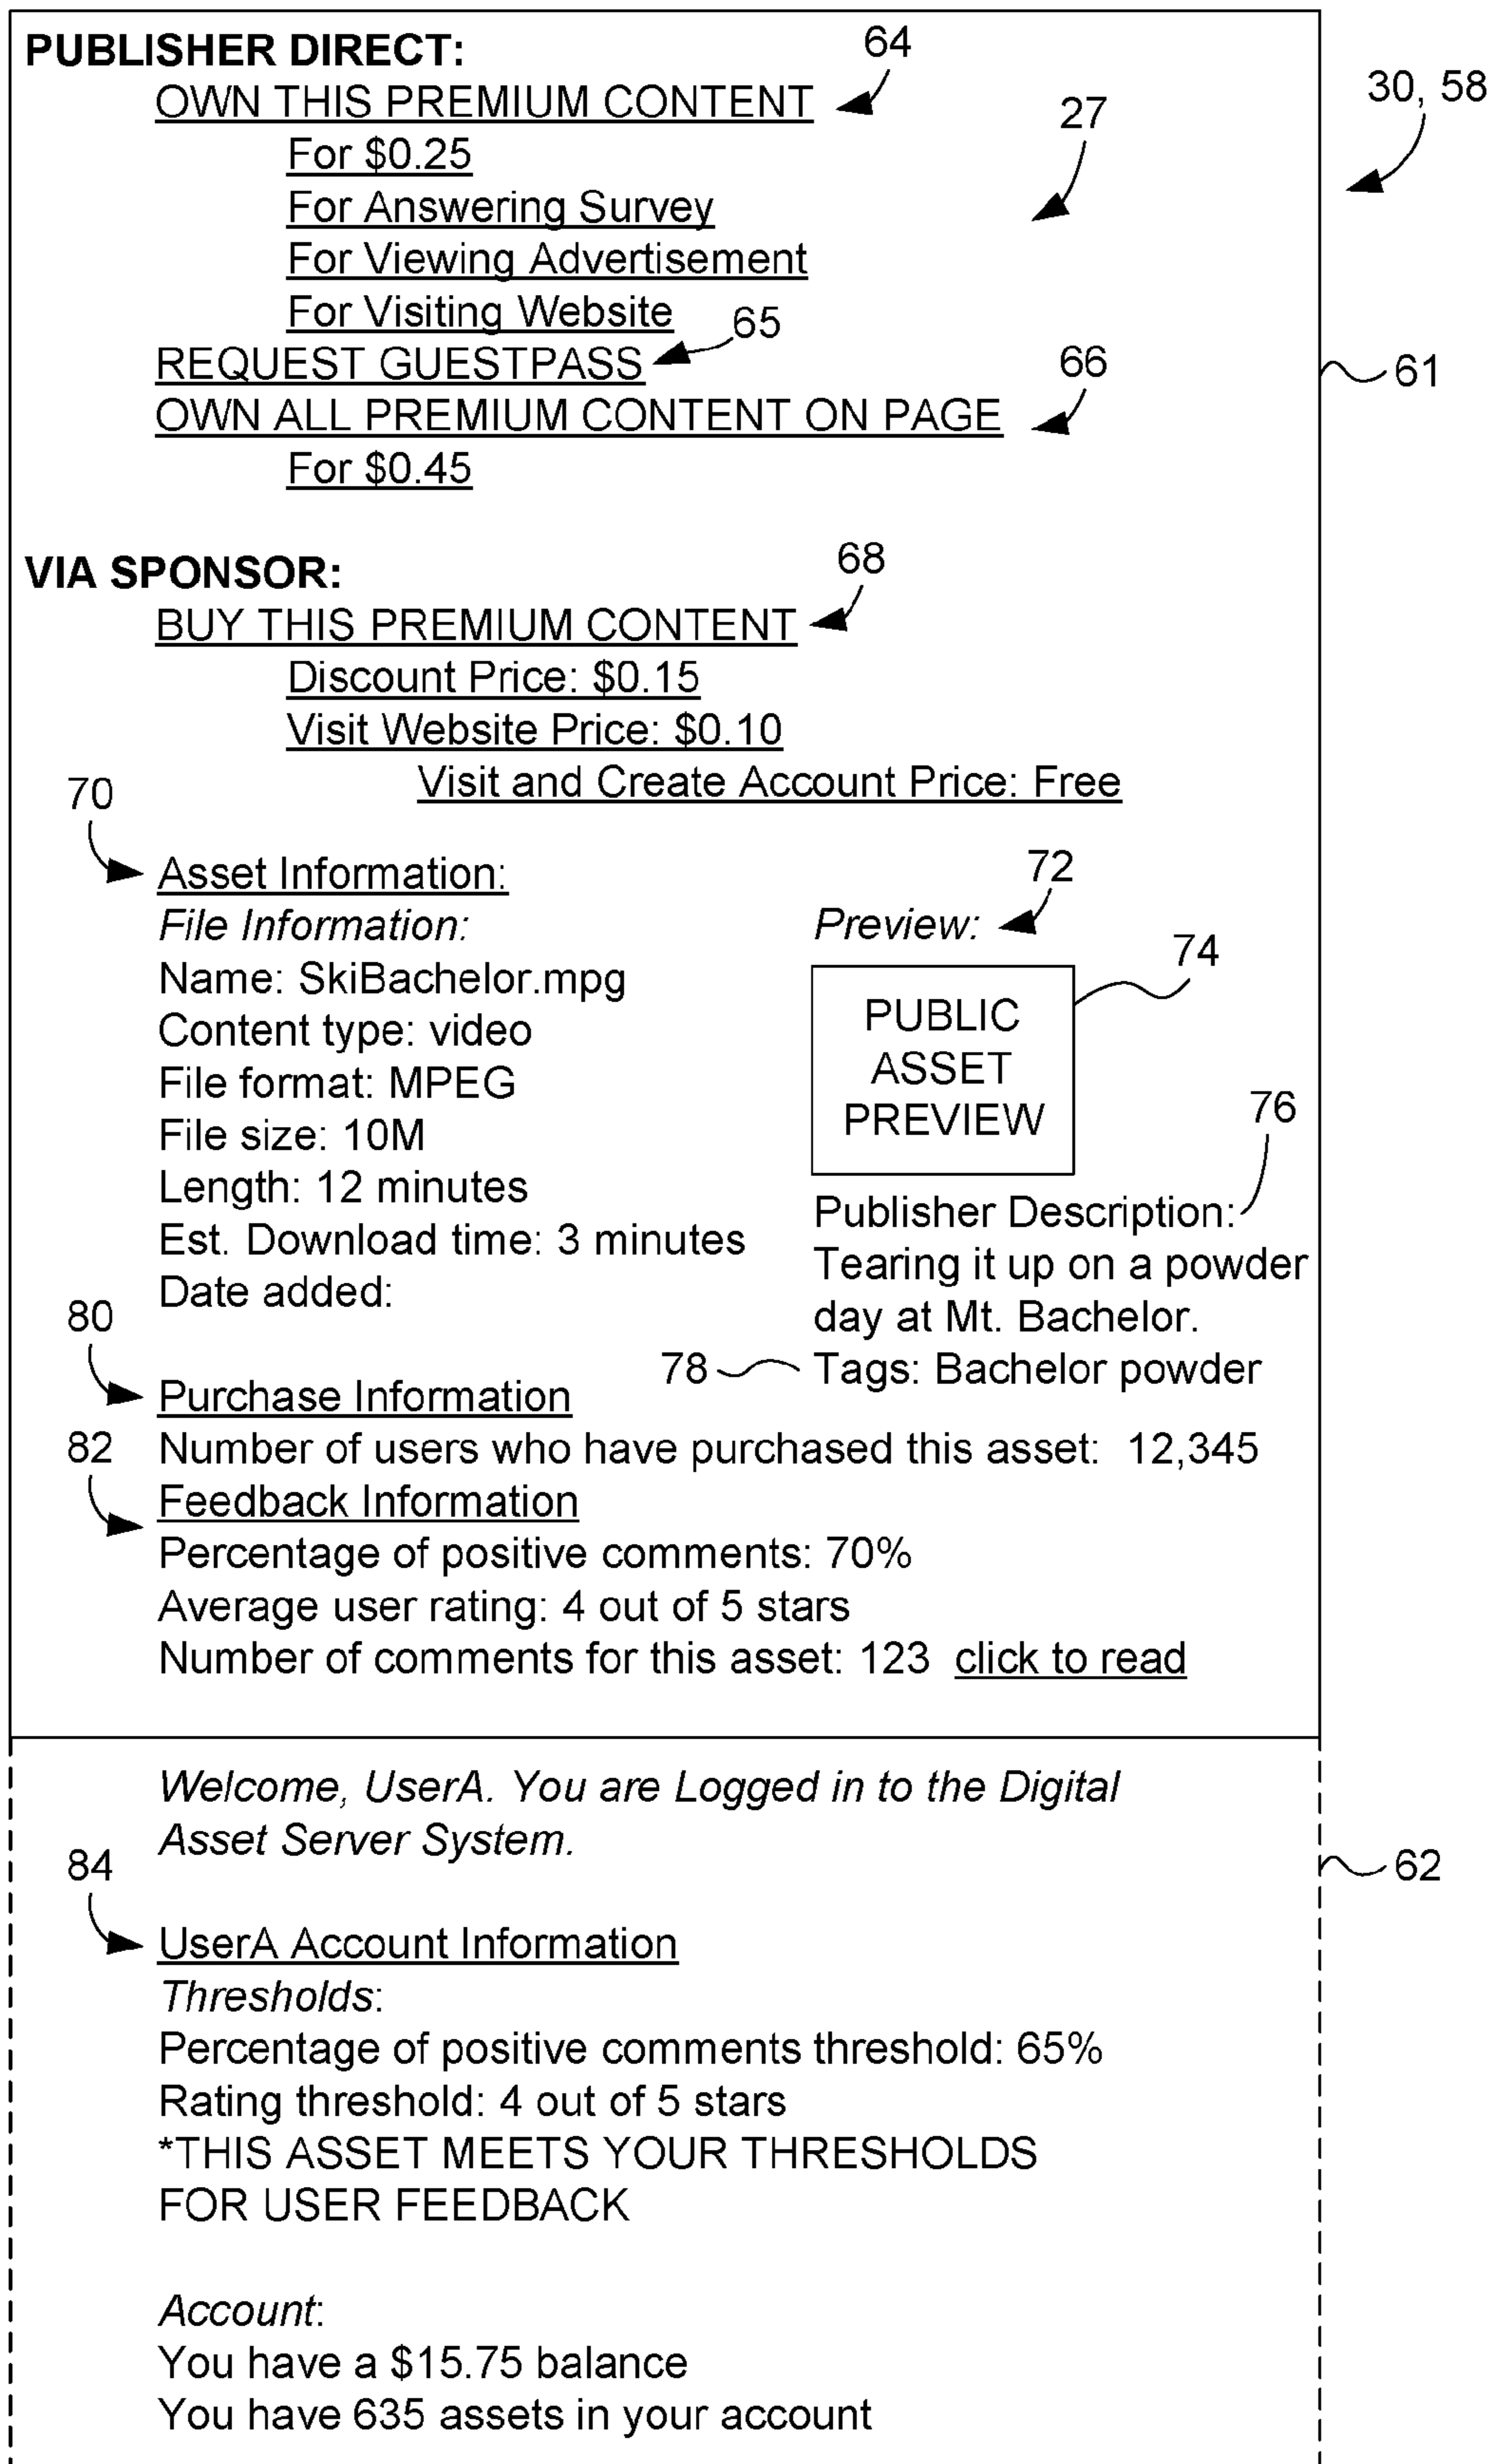 PUBLISHER DIRECT:
64
OWN THIS PREMIUM CONTENT
30, 58
27
For $0.25
For Answering Survey
For Viewing Advertisement
For Visiting Website
65
REQUEST GUESTPASS
66
61
OWN ALL PREMIUM CONTENT ON PAGE
For $0.45
VIA SPONSOR:
68
BUY THIS PREMIUM CONTENT
Discount Price: $0.15
Visit Website Price: $0.10
Visit and Create Account Price: Free
70
Asset Information:
File Information:
Name: SkiBachelor.mpg
Content type: video
File format: MPEG
File size: 10M
Length: 12 minutes
Est. Download time: 3 minutes
Date added:
72
Preview:
74
PUBLIC
ASSET
PREVIEW
76
Publisher Description:
Tearing it up on a powder
day at Mt. Bachelor.
78
Tags: Bachelor powder
80
Purchase Information
82
Number of users who have purchased this asset: 12,345
Feedback Information
Percentage of positive comments: 70%
Average user rating: 4 out of 5 stars
Number of comments for this asset: 123 click to read
Welcome, UserA. You are Logged in to the Digital
Asset Server System.
62
84
UserA Account Information
Thresholds:
Percentage of positive comments threshold: 65%
Rating threshold: 4 out of 5 stars
*THIS ASSET MEETS YOUR THRESHOLDS
FOR USER FEEDBACK
Account:
You have a $15.75 balance
You have 635 assets in your account